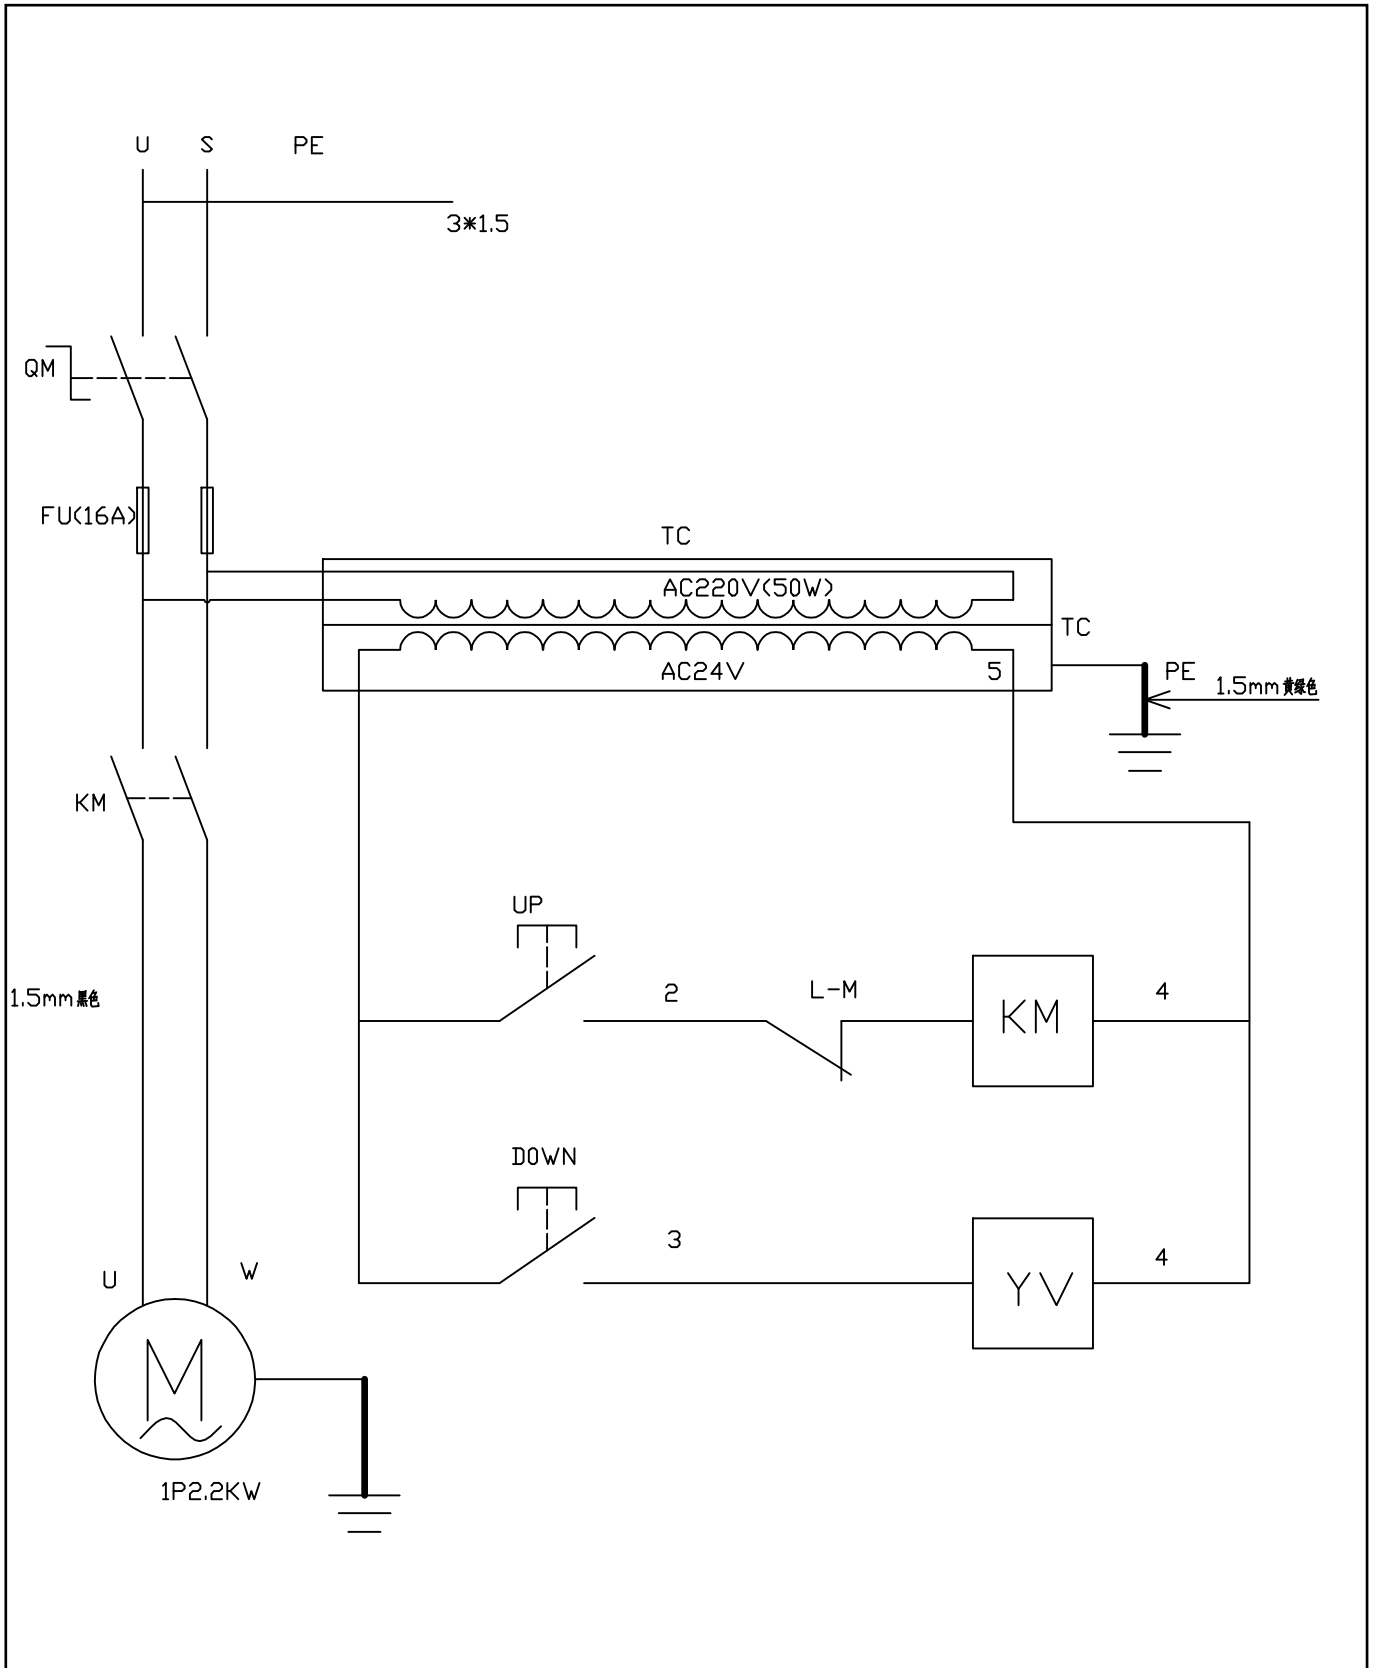 U S PE
3*1.5
QM
FU(16A)
TC
AC220V(50W)
TC
AC24V 5
PE
1.5mm 黄绿色
KM
UP
1.5mm 黑色
2
L-M
KM
4
DOWN
3
YV
4
U W
M
1P2.2KW